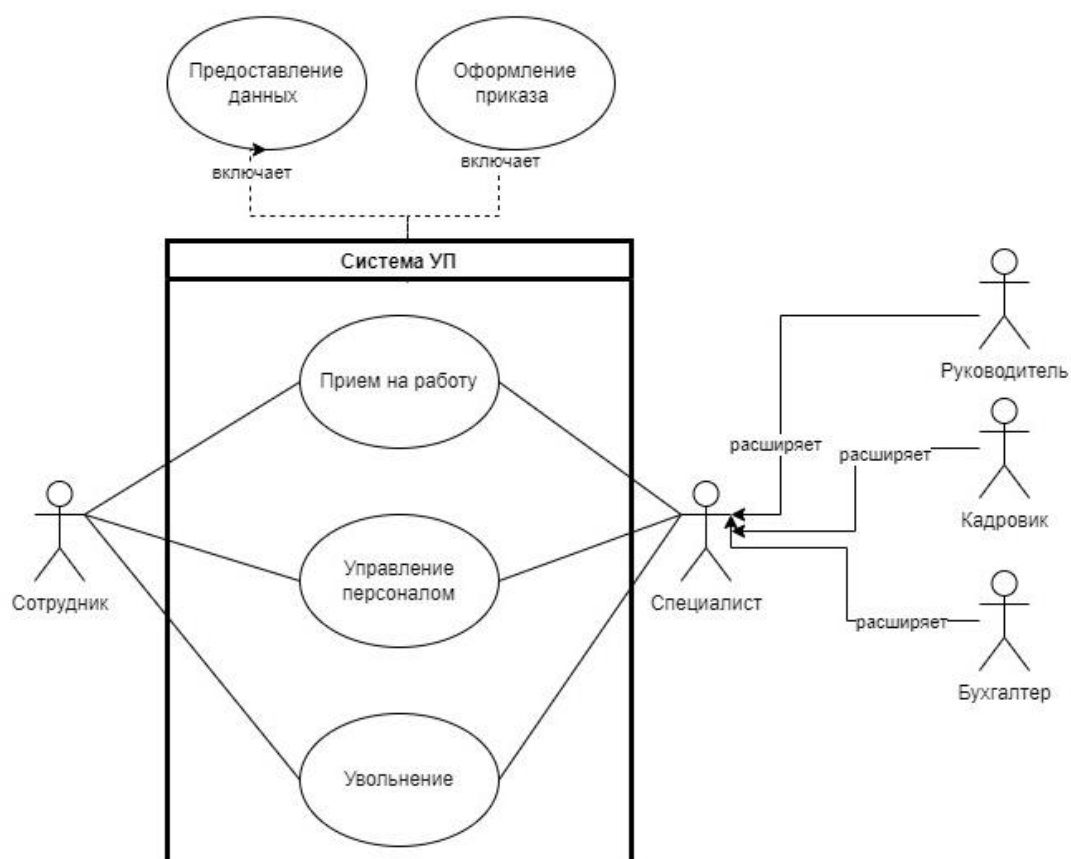 Предоставление
данных
Оформление
приказа
включает
включает
Система УП
Прием на работу
Руководитель
расширяет
расширяет
Кадровик
Сотрудник
Управление
персоналом
Специалист
расширяет
Бухгалтер
Увольнение